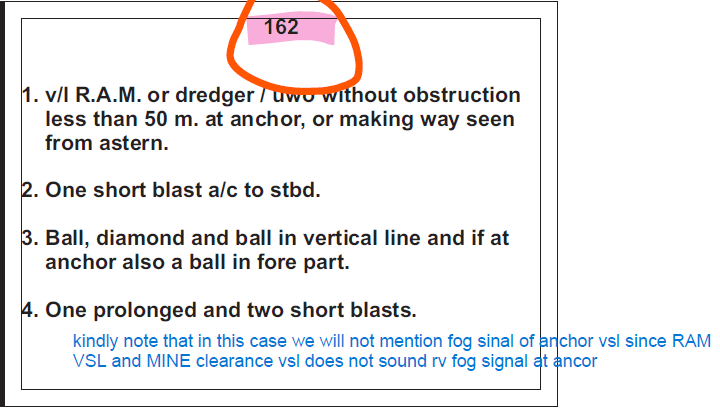 162
1. v/l R.A.M. or dredger / uwo without obstruction
less than 50 m. at anchor, or making way seen
from astern.
2. One short blast a/c to stbd.
3. Ball, diamond and ball in vertical line and if at
anchor also a ball in fore part.
4. One prolonged and two short blasts.
kindly note that in this case we will not mention fog sinal of anchor vsl since RAM
VSL and MINE clearance vsl does not sound rv fog signal at ancor